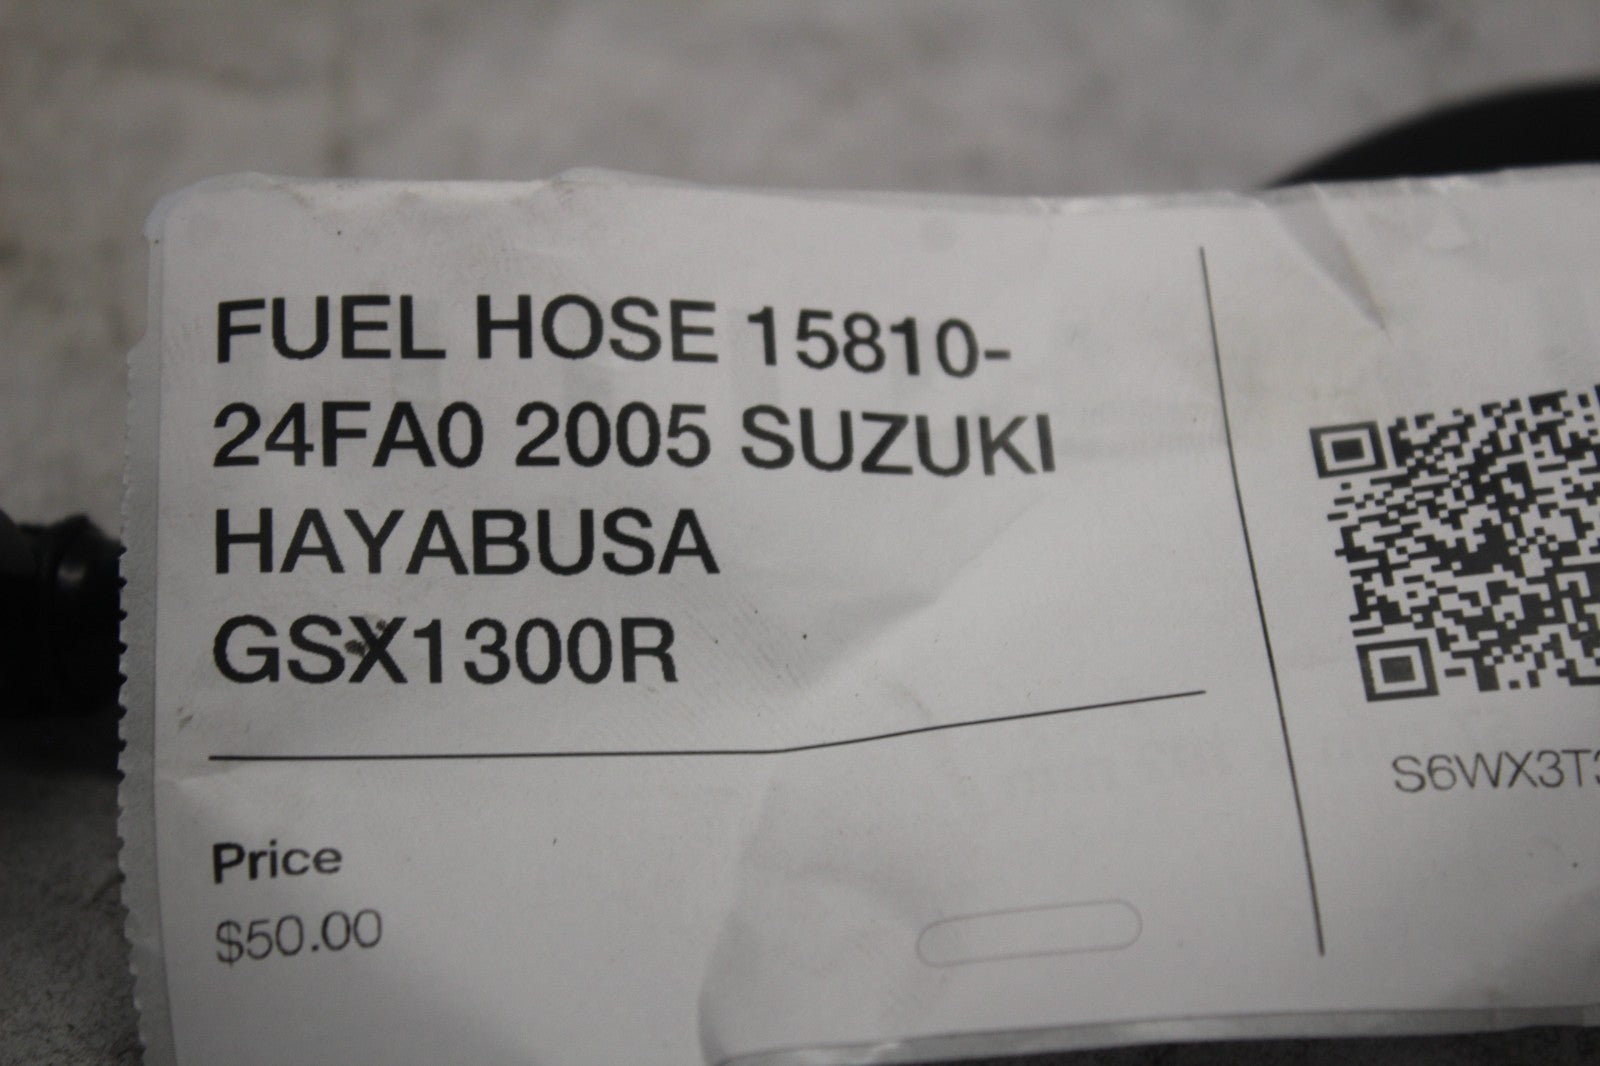 FUEL HOSE 15810-
24FA0 2005 SUZUKI
HAYABUSA
GSX1300R
Price
$50.00